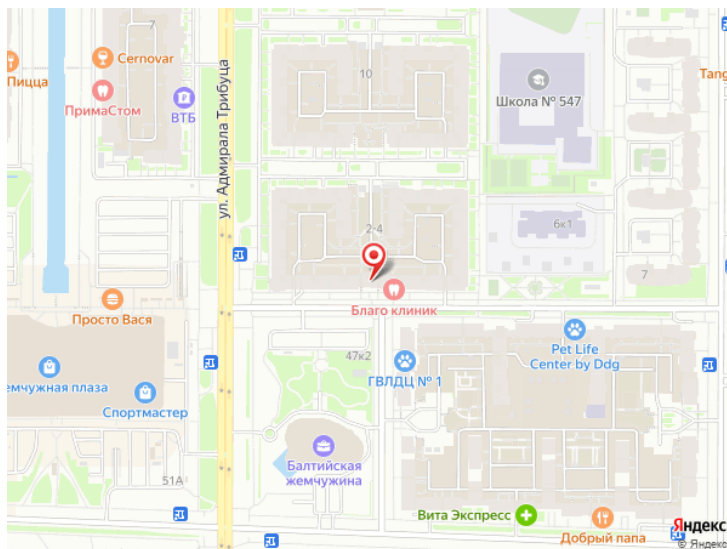 7
Cernovar
Пицца
ПримаСтом
ВТБ
ул. Адмирала Трибуца
10
Школа № 547
Tang
2-4
6к1
7
Просто Вася
Благо клиник
емчужная плаза
Спортмастер
47к2
ГВЛДЦ № 1
Pet Life
Center by Ddg
Балтийская
жемчужина
51А
Вита Экспресс
Добрый папа
Яндекс
© Яндекс